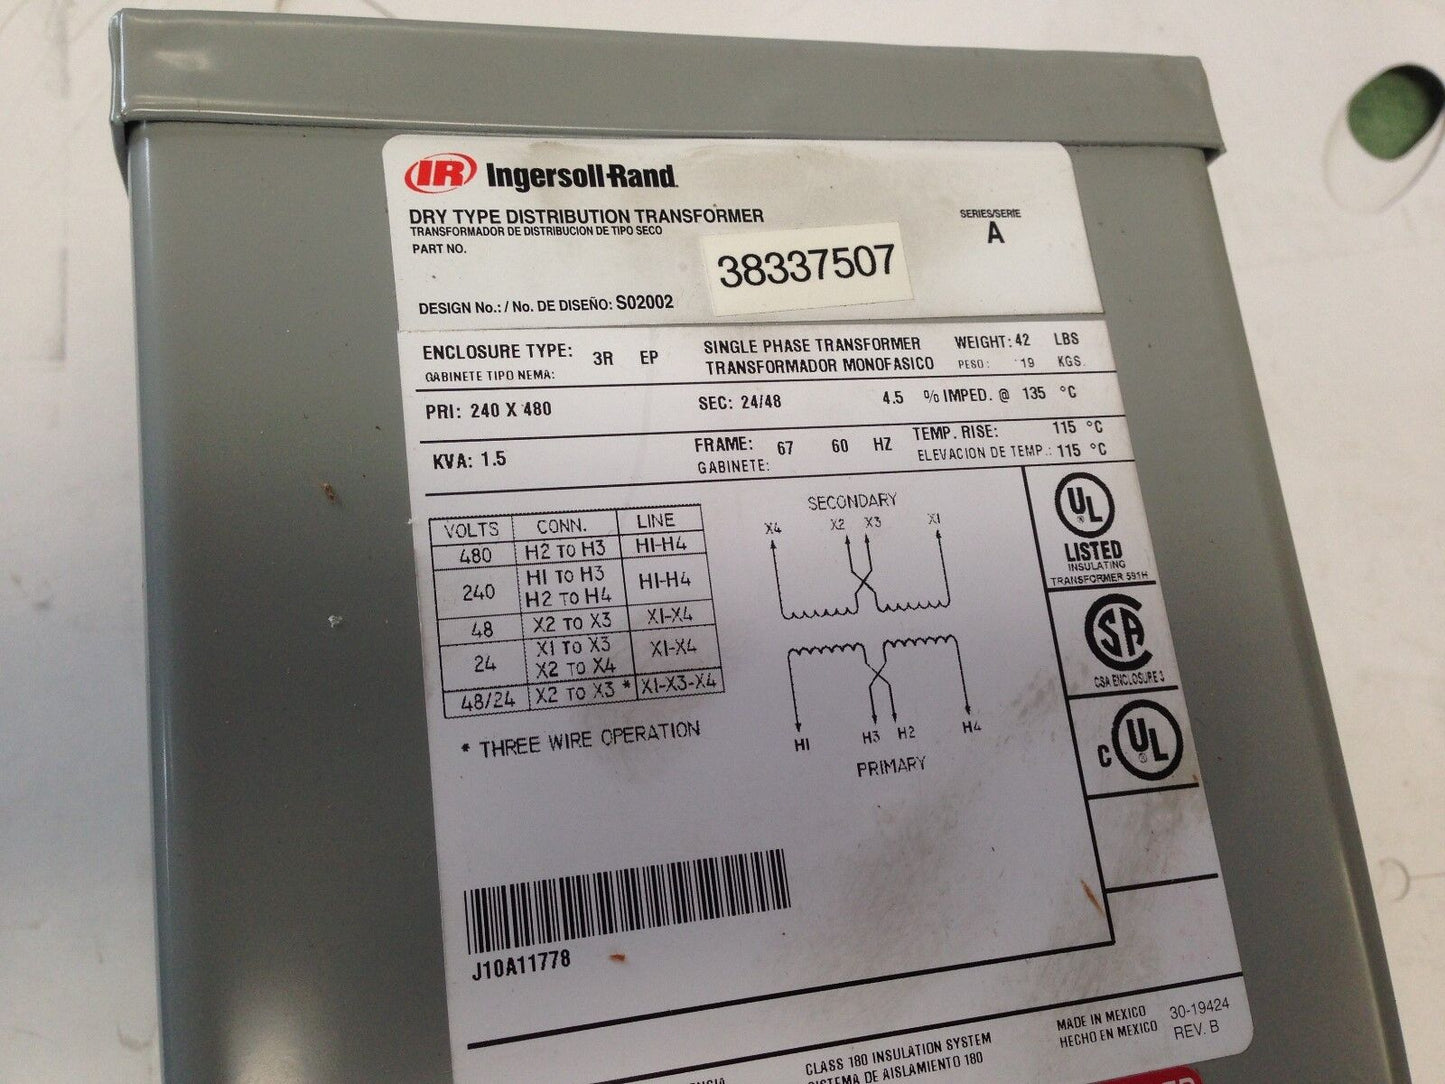 IR Ingersoll-Rand
DRY TYPE DISTRIBUTION TRANSFORMER
TRANSFORMADOR DE DISTRIBUCION DE TIPO SECO
PART NO.
38337507
SERIES/SERIE
A
DESIGN No.: / No. DE DISEÑO: S02002
ENCLOSURE TYPE: 3R EP
GABINETE TIPO NEMA:
SINGLE PHASE TRANSFORMER
TRANSFORMADOR MONOFASICO
WEIGHT: 42 LBS
PESO: 19 KGS.
PRI: 240 X 480
SEC: 24/48
4.5 % IMPED. @ 135 °C
KVA: 1.5
FRAME: 67 60 HZ
GABINETE:
TEMP. RISE: 115 °C
ELEVACION DE TEMP.: 115 °C
VOLTS CONN. LINE
480 H2 TO H3 H1-H4
240 H1 TO H3 H1-H4
H2 TO H4
48 X2 TO X3 X1-X4
24 X1 TO X3 X1-X4
X2 TO X4
48/24 X2 TO X3 * X1-X3-X4
* THREE WIRE OPERATION
SECONDARY
X4 X2 X3 X1
H1 H3 H2 H4
PRIMARY
UL ®
LISTED
INSULATING
TRANSFORMER 591H
SA
CSA ENCLOSURE 3
C UL ®
J10A11778
CLASS 180 INSULATION SYSTEM
SISTEMA DE AISLAMIENTO 180
MADE IN MEXICO
HECHO EN MEXICO
30-19424
REV. B